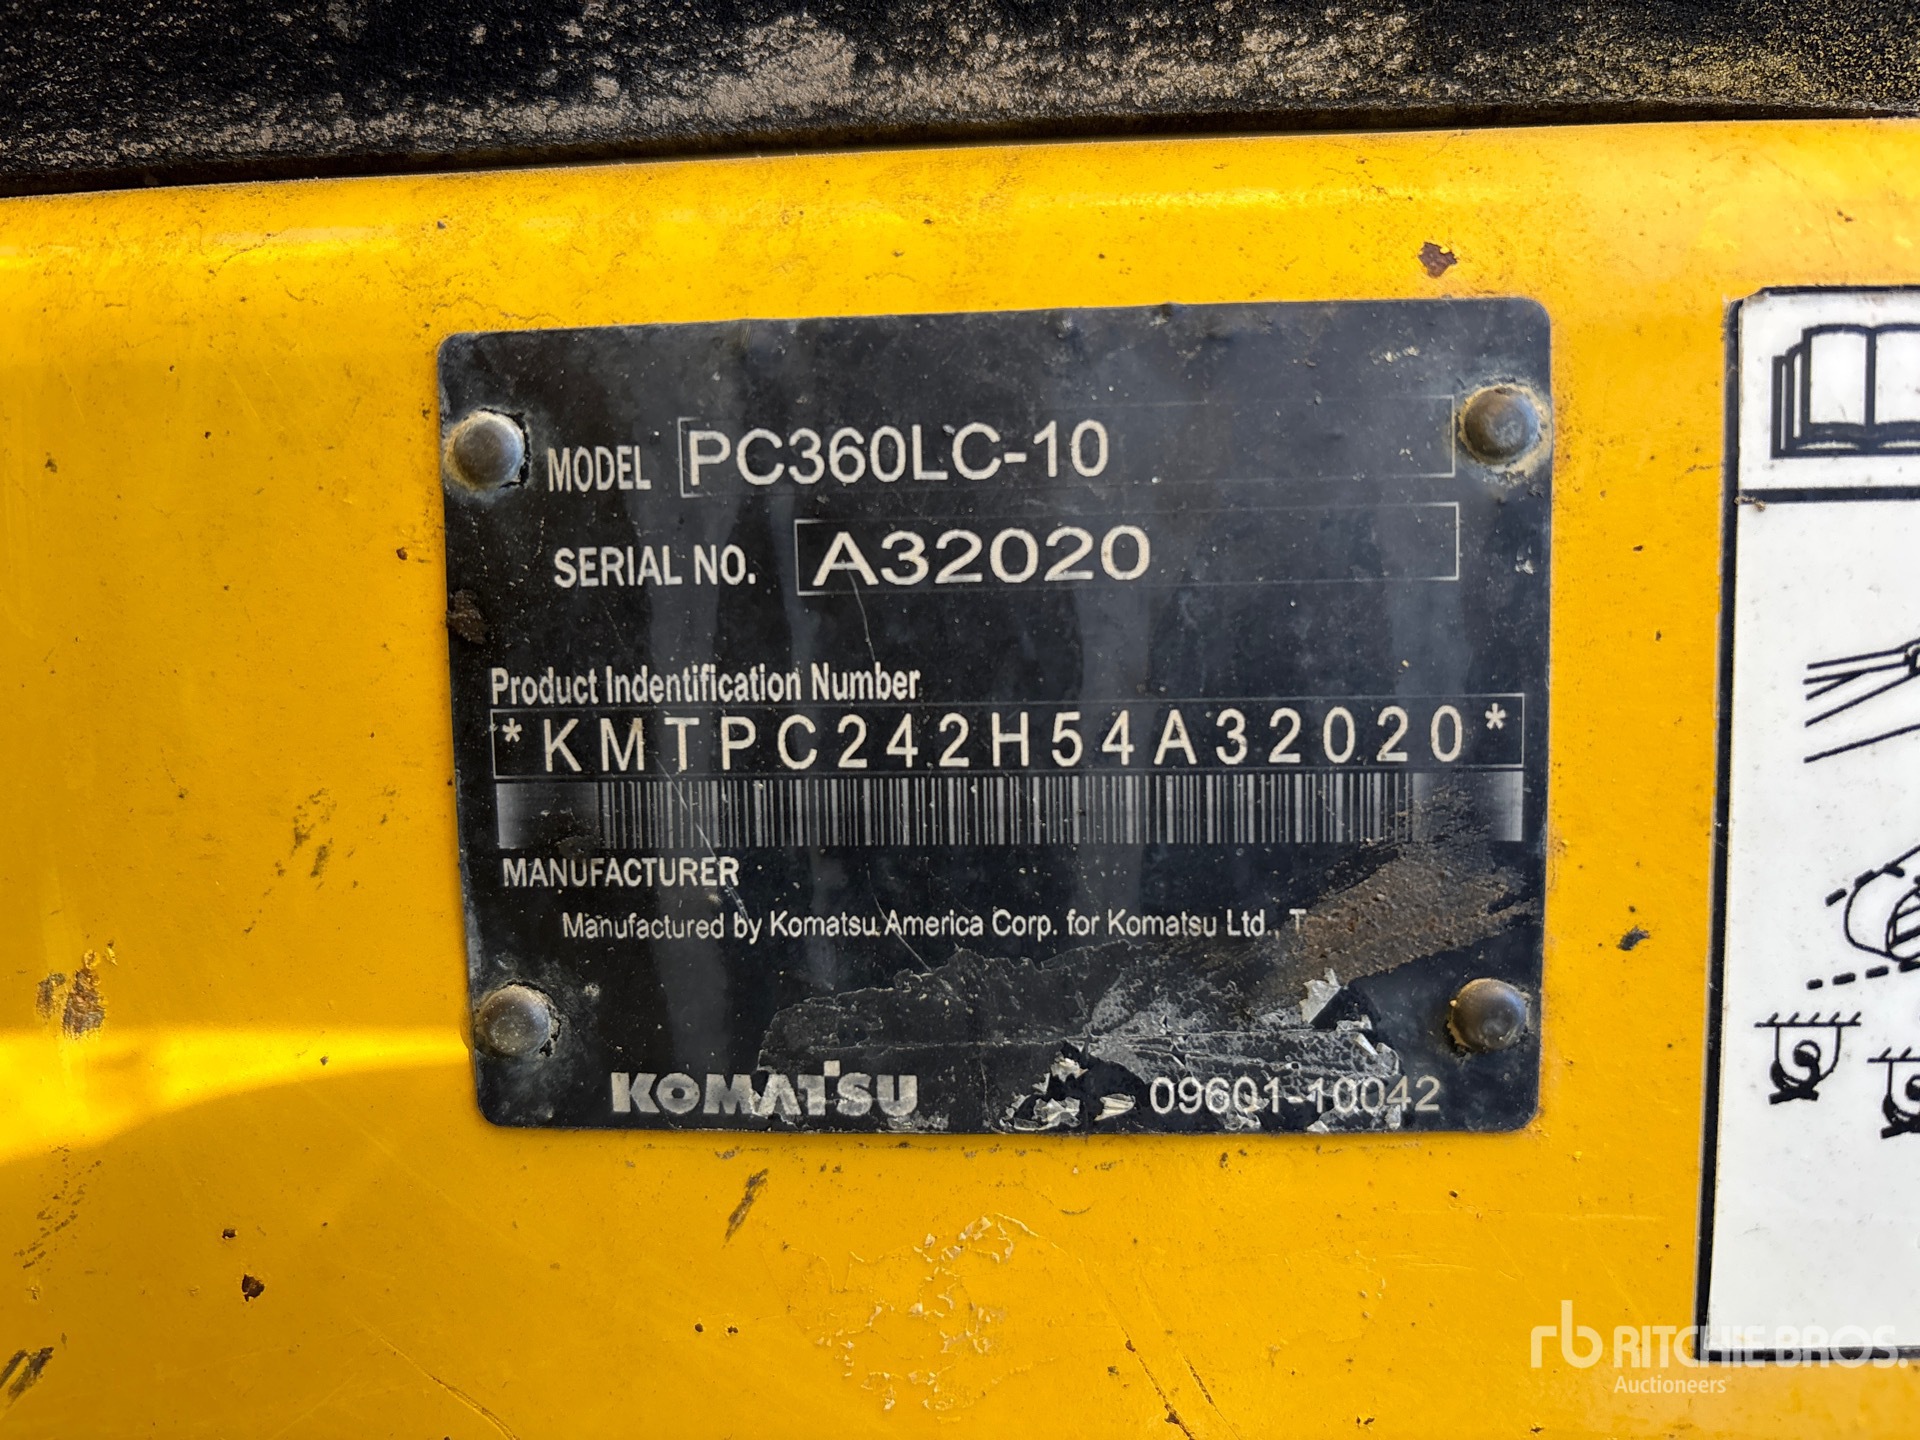 MODEL PC360LC-10
SERIAL NO. A32020
Product Indentification Number
*KMTPC242H54A32020*
MANUFACTURER
Manufactured by Komatsu America Corp. for Komatsu Ltd.,
KOMATSU
09601-10042
rb RITCHIE BROS.
Auctioneers